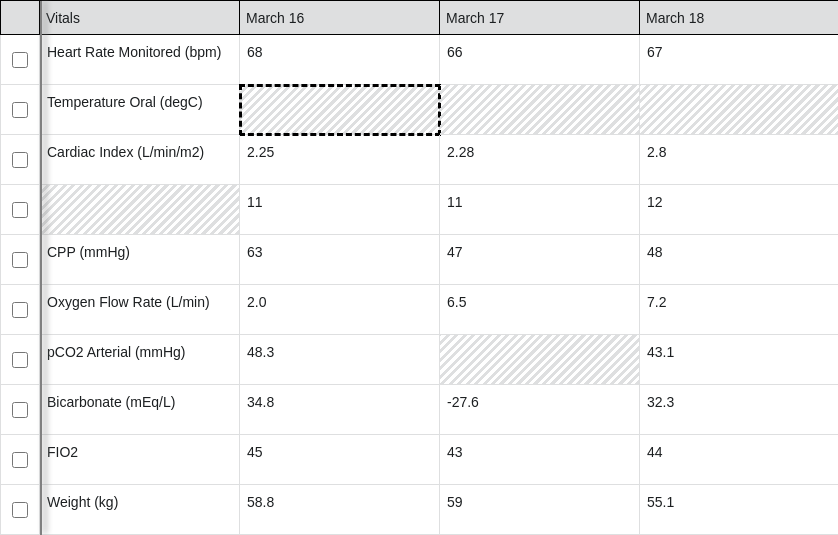 Vitals March 16 March 17 March 18
Heart Rate Monitored (bpm) 68 66 67
Temperature Oral (degC)
Cardiac Index (L/min/m2) 2.25 2.28 2.8
11 11 12
CPP (mmHg) 63 47 48
Oxygen Flow Rate (L/min) 2.0 6.5 7.2
pCO2 Arterial (mmHg) 48.3 43.1
Bicarbonate (mEq/L) 34.8 -27.6 32.3
FIO2 45 43 44
Weight (kg) 58.8 59 55.1